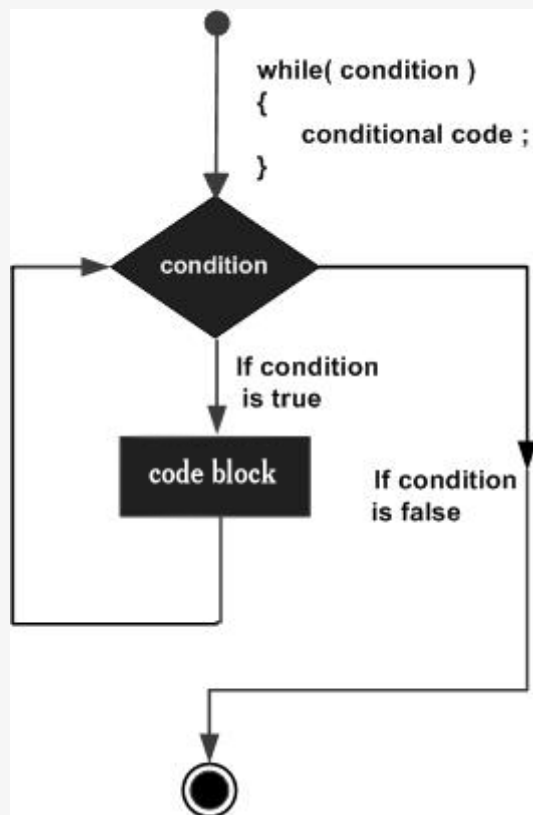 while( condition )
{
conditional code ;
}
condition
If condition
is true
code block
If condition
is false